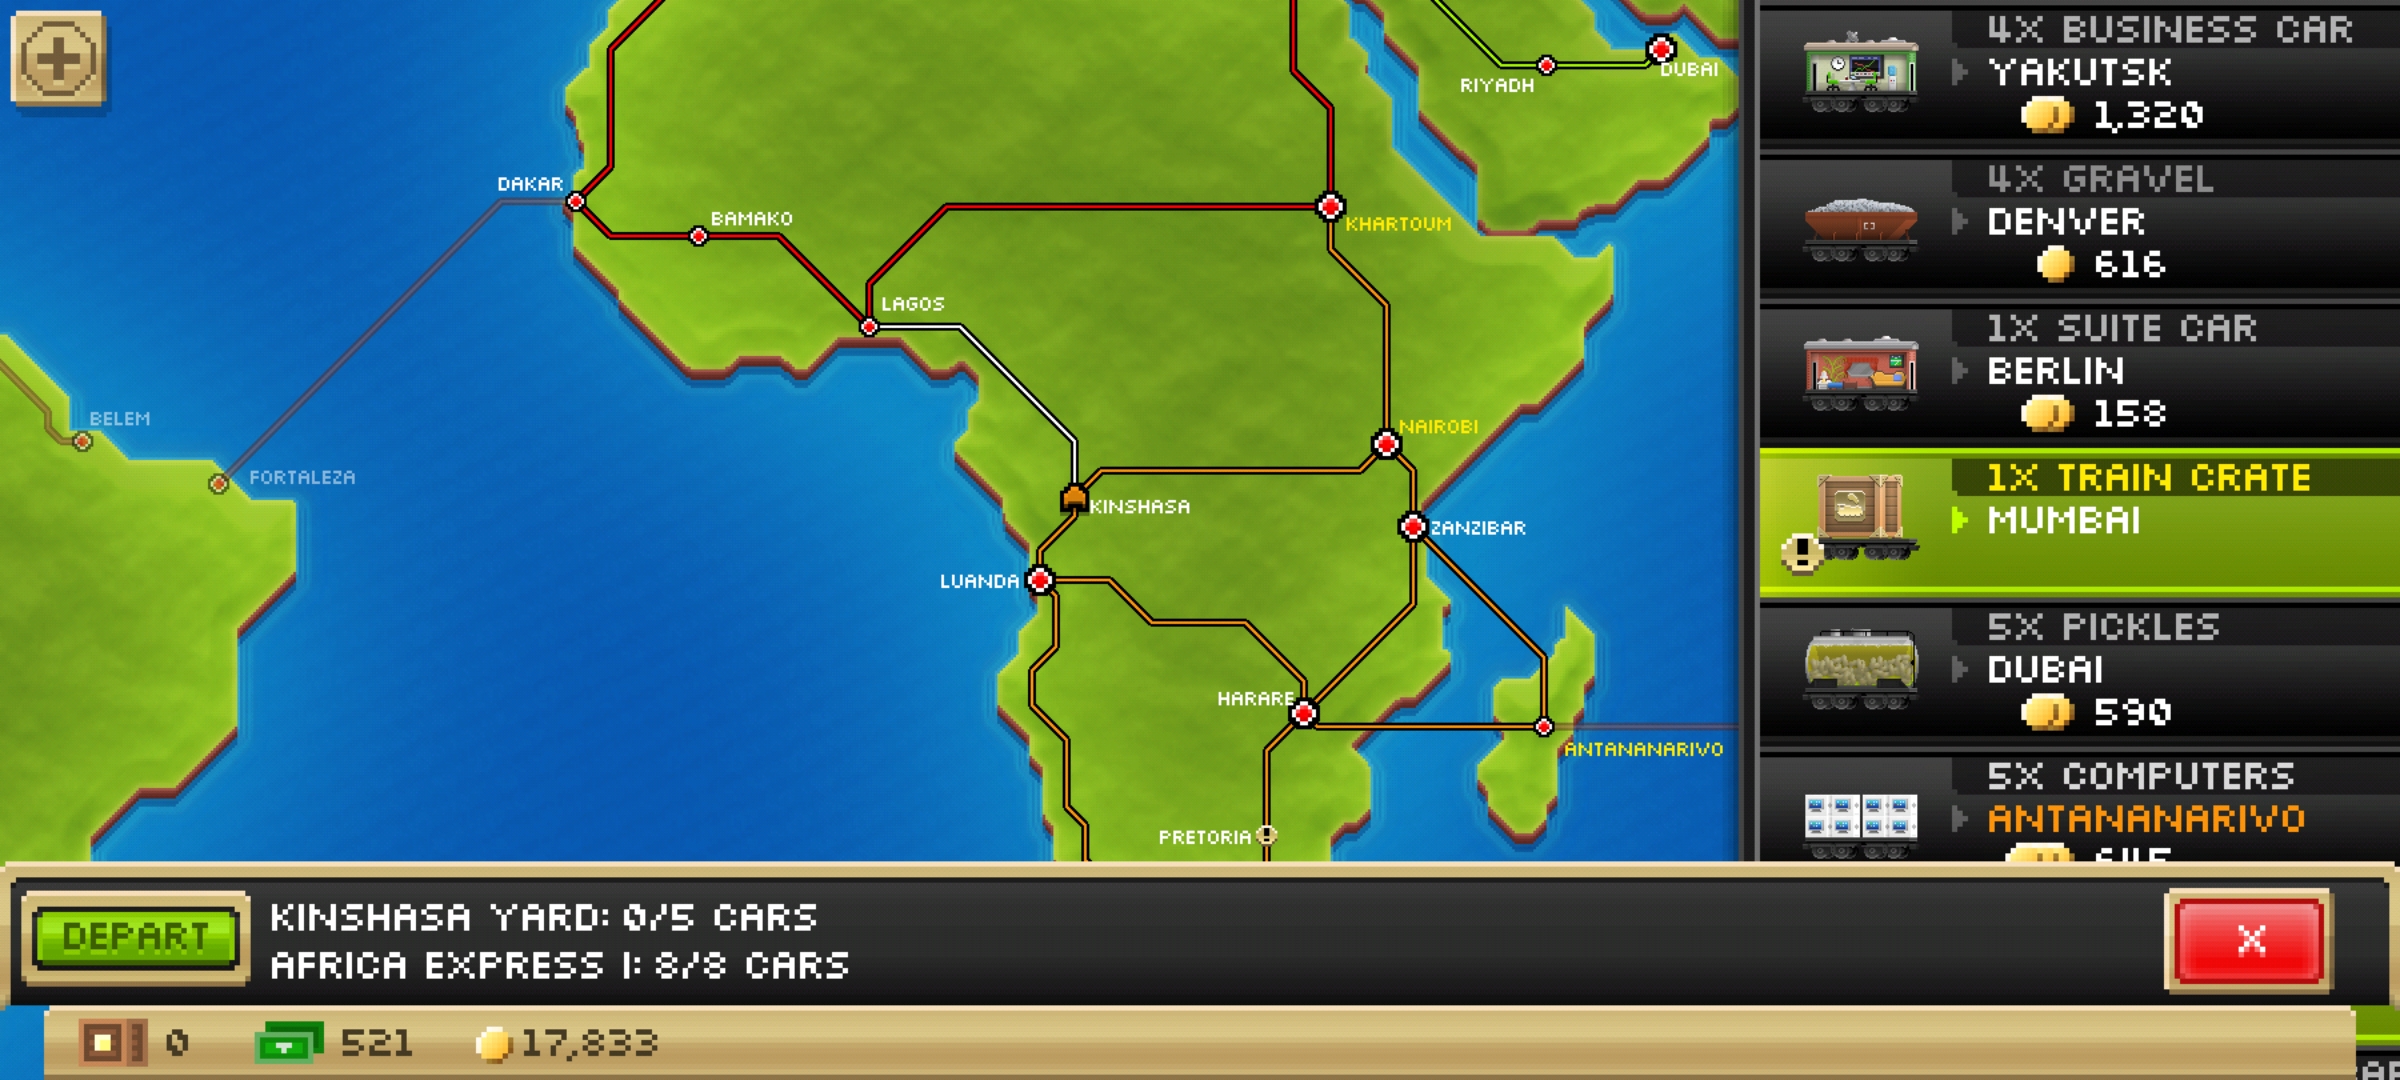 DUBAI
RIYADH
DAKAR
BAMAKO
KHARTOUM
LAGOS
BELEM
FORTALEZA
NAIROBI
KINSHASA
ZANZIBAR
LUANDA
HARARE
ANTANANARIVO
PRETORIA
4X BUSINESS CAR
YAKUTSK
1,320
4X GRAVEL
DENVER
616
1X SUITE CAR
BERLIN
158
1X TRAIN CRATE
MUMBAI
5X PICKLES
DUBAI
590
5X COMPUTERS
ANTANANARIVO
DEPART
KINSHASA YARD: 0/5 CARS
AFRICA EXPRESS I: 8/8 CARS
X
0
521
17,833